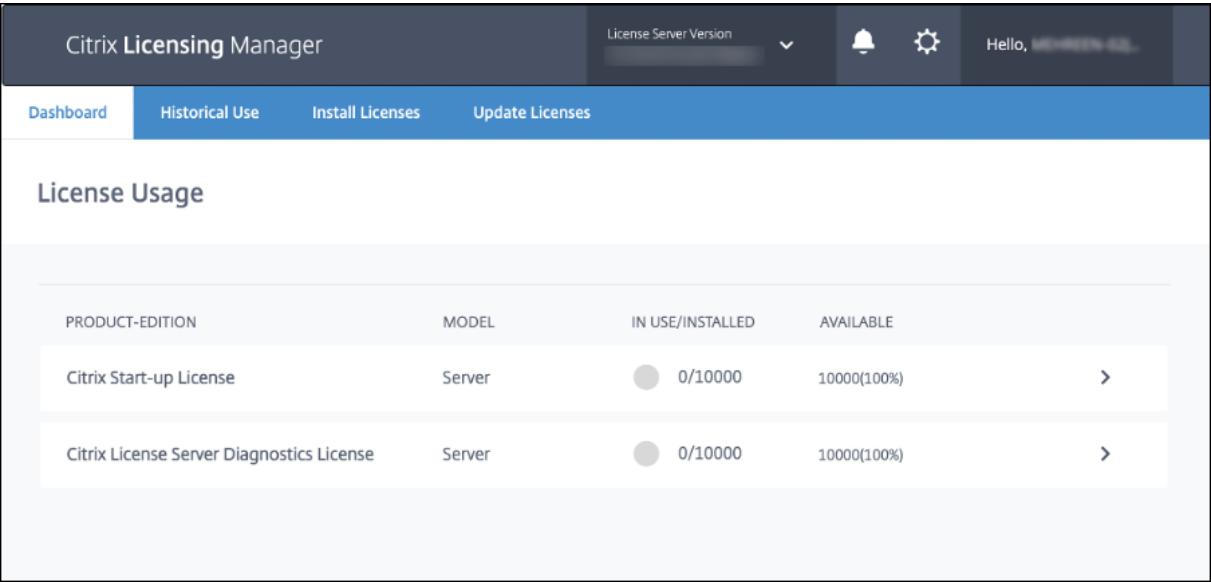 Citrix Licensing Manager
License Server Version
Hello,
Dashboard Historical Use Install Licenses Update Licenses
License Usage
PRODUCT-EDITION MODEL IN USE/INSTALLED AVAILABLE
Citrix Start-up License Server 0/10000 10000(100%)
Citrix License Server Diagnostics License Server 0/10000 10000(100%)